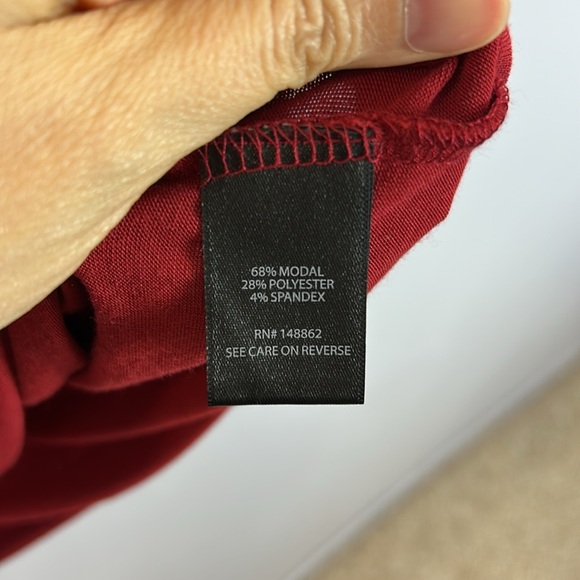 68% MODAL
28% POLYESTER
4% SPANDEX
RN# 148862
SEE CARE ON REVERSE